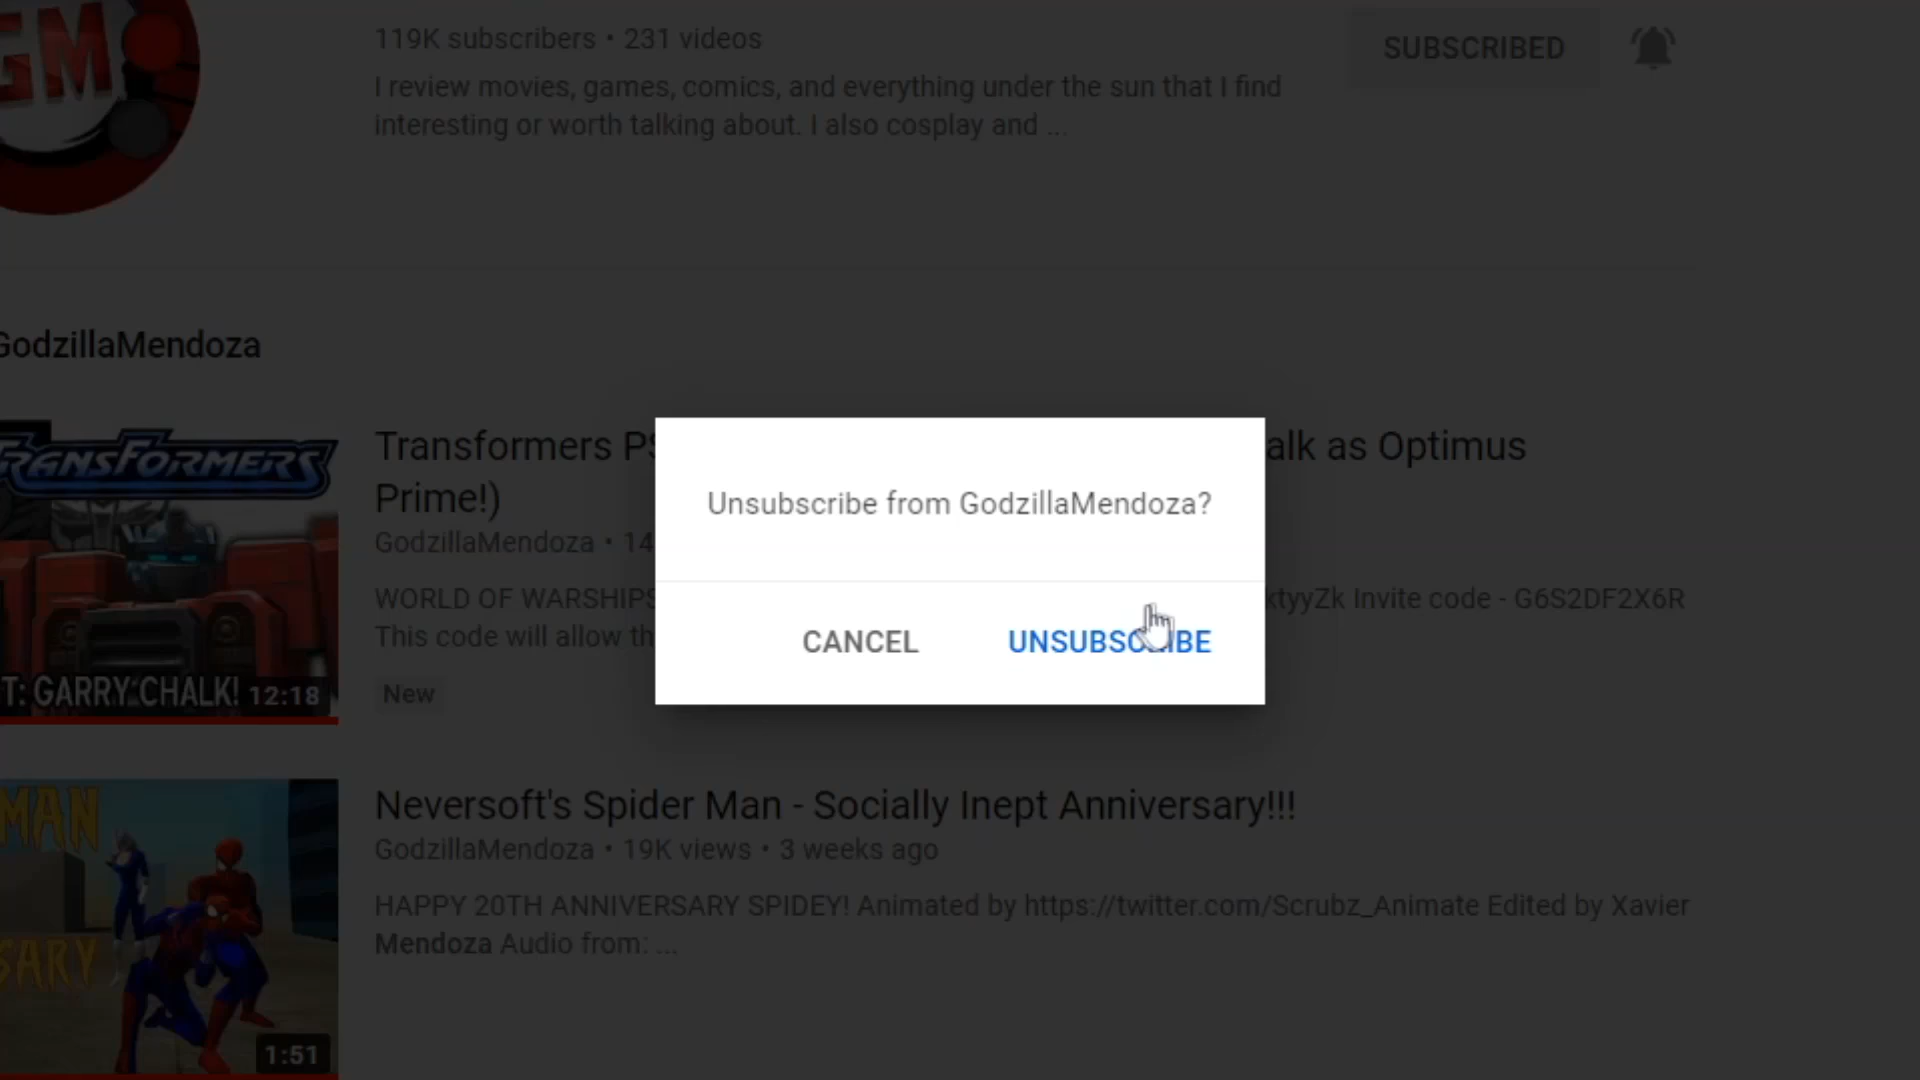 GM
119K subscribers • 231 videos
SUBSCRIBED
I review movies, games, comics, and everything under the sun that I find
interesting or worth talking about. I also cosplay and ...
GodzillaMendoza
TRANSFORMERS
T: GARRY CHALK!
12:18
Transformers PS
alk as Optimus
Prime!)
GodzillaMendoza • 14
WORLD OF WARSHIPS
ktyyZk Invite code - G6S2DF2X6R
This code will allow th
New
Unsubscribe from GodzillaMendoza?
CANCEL
UNSUBSCRIBE
MAN
SARY
1:51
Neversoft's Spider Man - Socially Inept Anniversary!!!
GodzillaMendoza • 19K views • 3 weeks ago
HAPPY 20TH ANNIVERSARY SPIDEY! Animated by https://twitter.com/Scrubz_Animate Edited by Xavier
Mendoza Audio from: ...